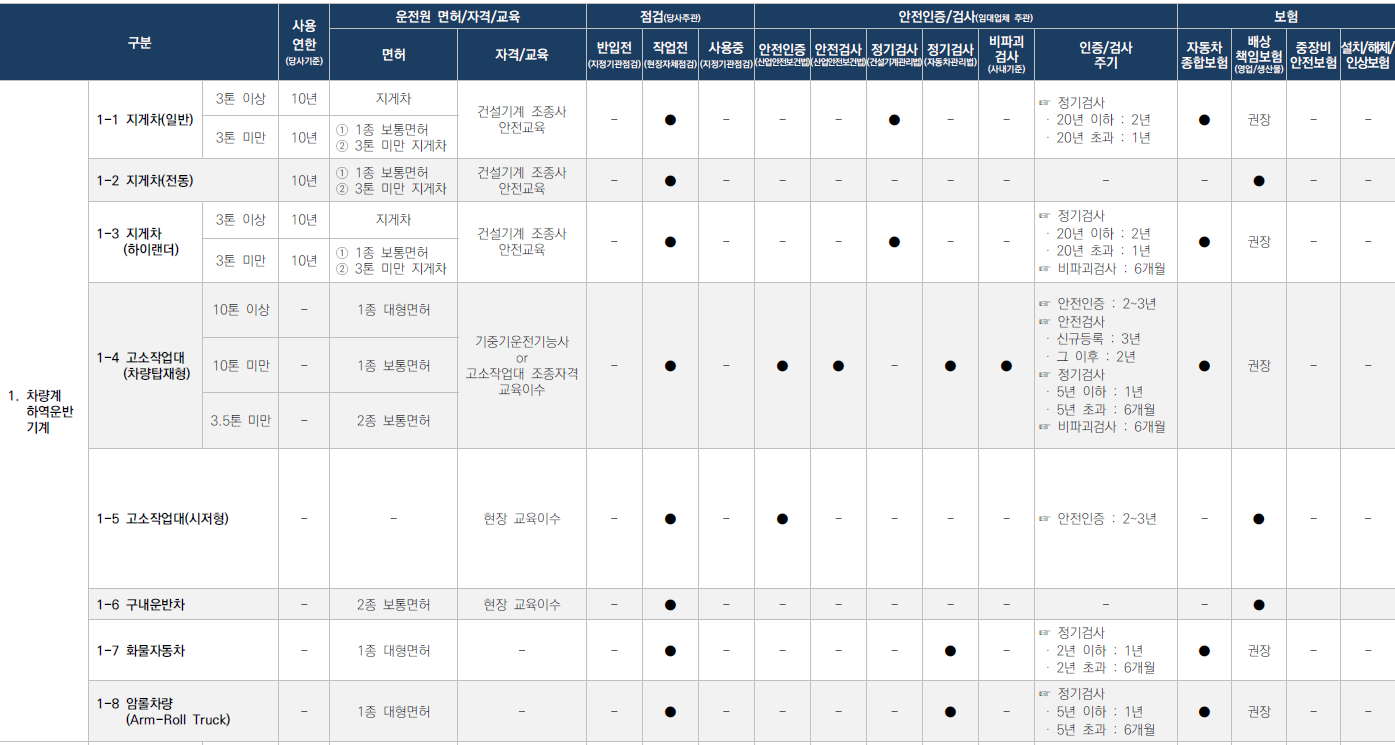 구분
사용
연한
(당사기준)
운전원 면허/자격/교육
면허
자격/교육
점검(당사주관)
반입전
(지정기관점검)
작업전
(현장자체점검)
사용중
(지정기관점검)
안전인증/검사(임대업체 주관)
안전인증
(산업안전보건법)
안전검사
(산업안전보건법)
정기검사
(건설기계관리법)
정기검사
(자동차관리법)
비파괴
검사
(사내기준)
인증/검사
주기
보험
자동차
종합보험
배상
책임보험
(영업/생산물)
중장비
안전보험
설치/해체/
인상보험
1. 차량계
하역운반
기계
1-1 지게차(일반)
3톤 이상 10년 지게차
3톤 미만 10년 ① 1종 보통면허
② 3톤 미만 지게차
건설기계 조종사
안전교육
- ● - - - ● - -
☞ 정기검사
· 20년 이하 : 2년
· 20년 초과 : 1년
● 권장 - -
1-2 지게차(전동) 10년
① 1종 보통면허
② 3톤 미만 지게차
건설기계 조종사
안전교육
- ● - - - - - - - ● - -
1-3 지게차
(하이랜더)
3톤 이상 10년 지게차
3톤 미만 10년 ① 1종 보통면허
② 3톤 미만 지게차
건설기계 조종사
안전교육
- ● - - - ● - -
☞ 정기검사
· 20년 이하 : 2년
· 20년 초과 : 1년
☞ 비파괴검사 : 6개월
● 권장 - -
1-4 고소작업대
(차량탑재형)
10톤 이상 - 1종 대형면허
10톤 미만 - 1종 보통면허
3.5톤 미만 - 2종 보통면허
기중기운전기능사
or
고소작업대 조종자격
교육이수
- ● - ● ● - ● ●
☞ 안전인증 : 2~3년
☞ 안전검사
· 신규등록 : 3년
· 그 이후 : 2년
☞ 정기검사
· 5년 이하 : 1년
· 5년 초과 : 6개월
☞ 비파괴검사 : 6개월
● 권장 - -
1-5 고소작업대(시저형) - - 현장 교육이수 - ● - ● - - - - ☞ 안전인증 : 2~3년 - ● - -
1-6 구내운반차 - 2종 보통면허 현장 교육이수 - ● - - - - - - - - ●
1-7 화물자동차 - 1종 대형면허 - - ● - - - - ● -
☞ 정기검사
· 2년 이하 : 1년
· 2년 초과 : 6개월
● 권장 - -
1-8 암롤차량
(Arm-Roll Truck)
- 1종 대형면허 - - ● - - - - ● -
☞ 정기검사
· 5년 이하 : 1년
· 5년 초과 : 6개월
● 권장 - -